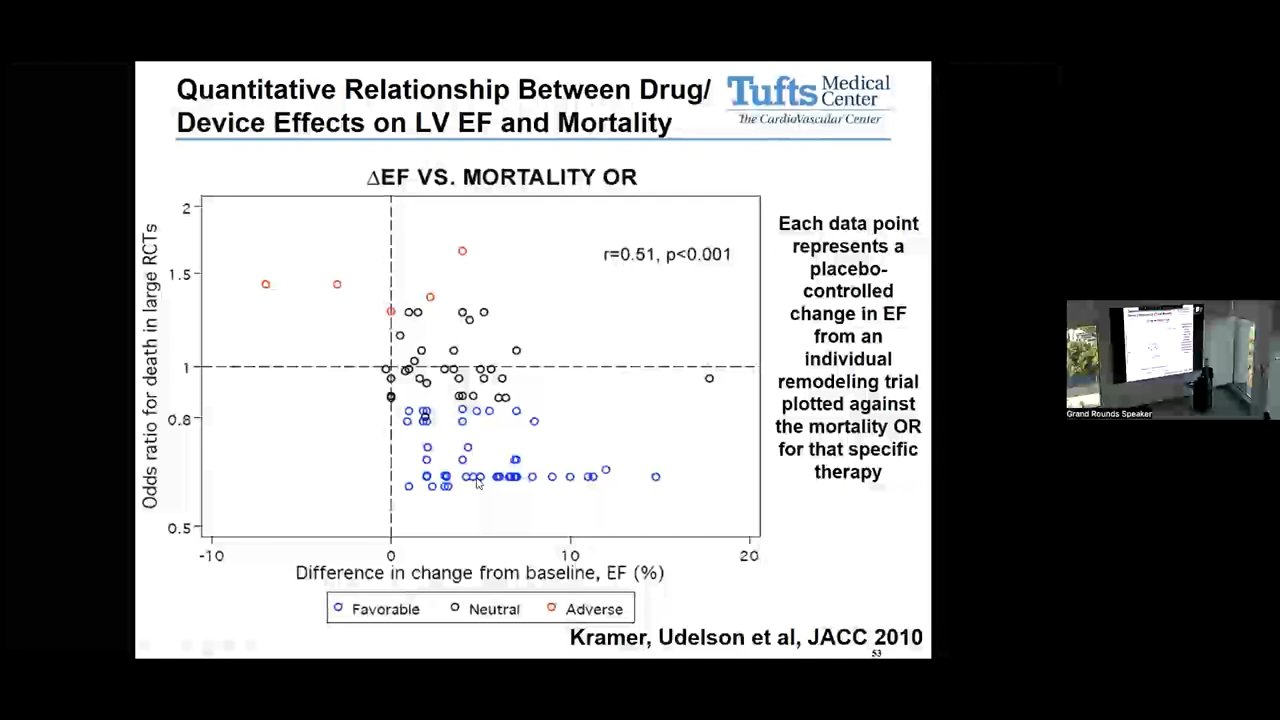 Quantitative Relationship Between Drug/
Device Effects on LV EF and Mortality
Tufts Medical Center
The CardioVascular Center
ΔEF VS. MORTALITY OR
Odds ratio for death in large RCTs
2
1.5
1
0.8
0.5
r=0.51, p<0.001
-10
0
10
20
Difference in change from baseline, EF (%)
Favorable
Neutral
Adverse
Each data point
represents a
placebo-
controlled
change in EF
from an
individual
remodeling trial
plotted against
the mortality OR
for that specific
therapy
Kramer, Udelson et al, JACC 2010
53
Grand Rounds Speaker